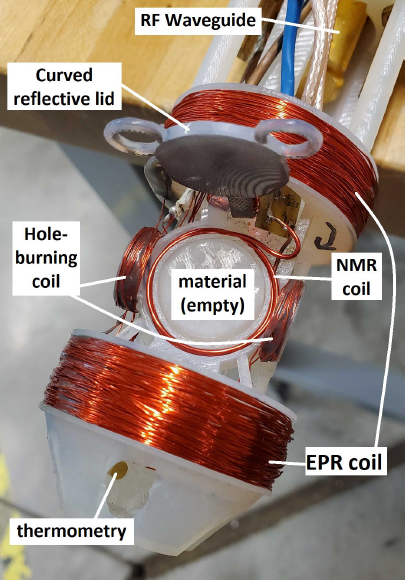 RF Waveguide
Curved
reflective lid
Hole-
burning
coil
material
(empty)
NMR
coil
EPR coil
thermometry